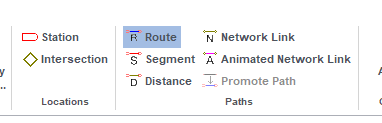 Station
Intersection
Locations
R Route
S Segment
D Distance
N Network Link
A Animated Network Link
Promote Path
Paths